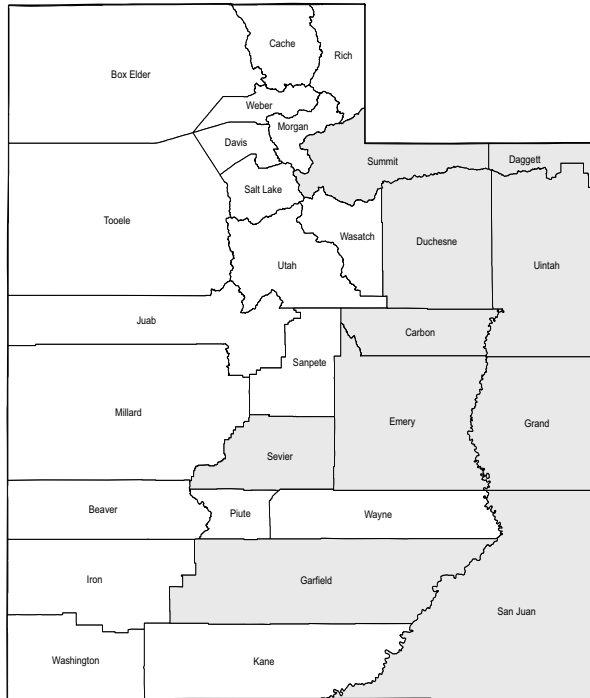 Cache
Rich
Box Elder
Weber
Morgan
Davis
Summit
Daggett
Salt Lake
Tooele
Wasatch
Duchesne
Utah
Uintah
Juab
Carbon
Sanpete
Millard
Emery
Grand
Sevier
Beaver
Piute
Wayne
Iron
Garfield
San Juan
Washington
Kane